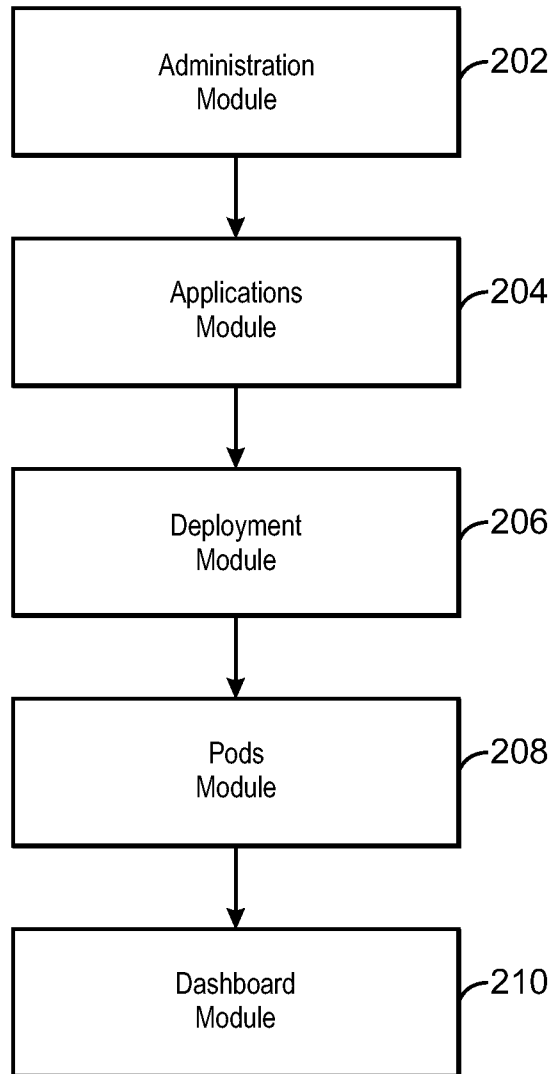 Administration
Module
202
Applications
Module
204
Deployment
Module
206
Pods
Module
208
Dashboard
Module
210